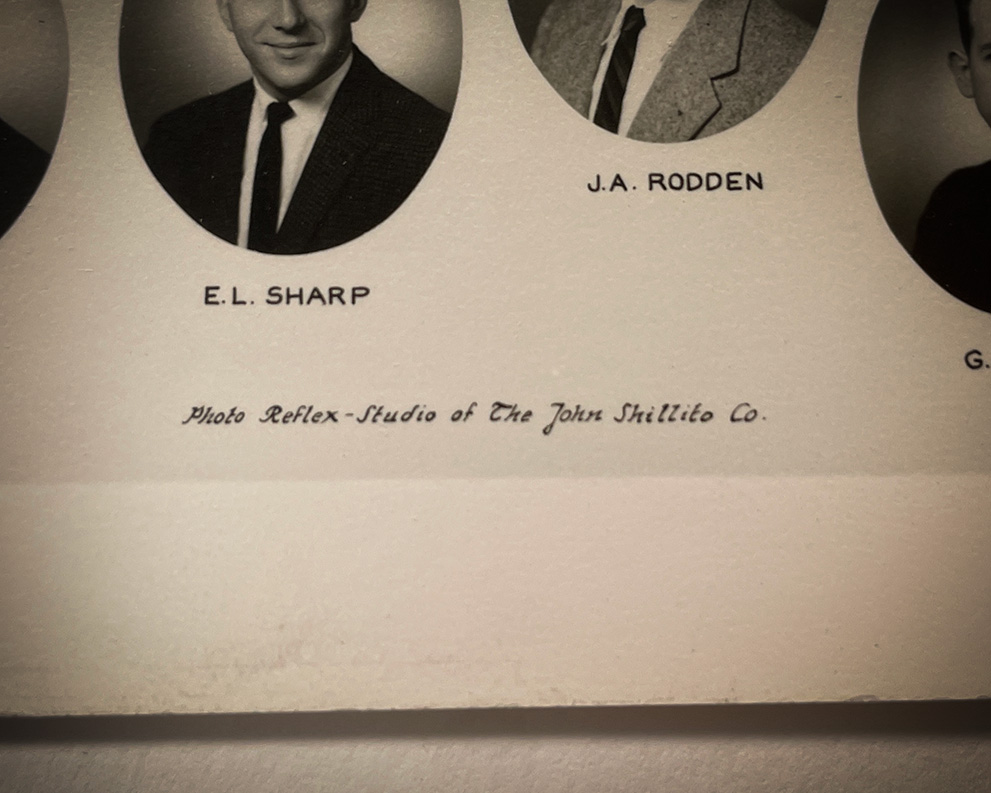 J.A. RODDEN
E.L. SHARP
G.
Photo Reflex-Studio of The John Shillito Co.